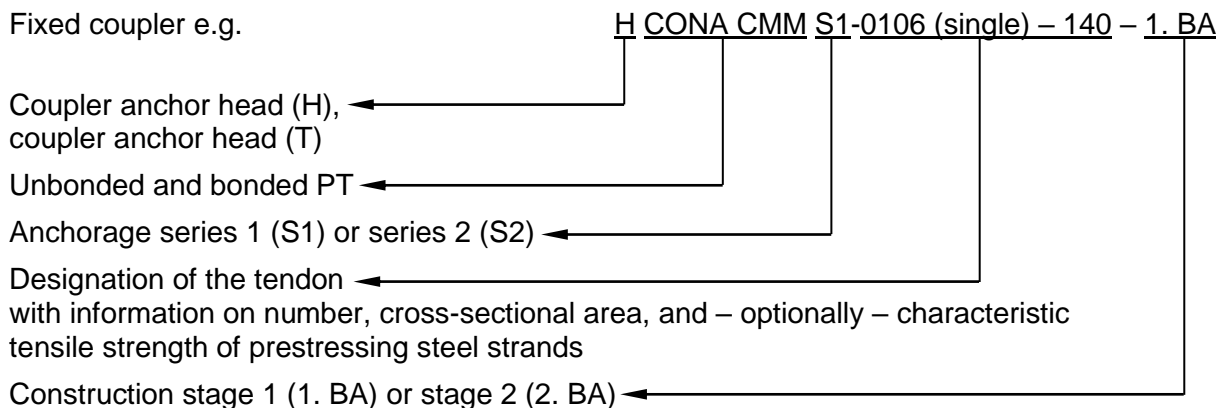 Fixed coupler e.g. H CONA CMM S1-0106 (single) – 140 – 1. BA
Coupler anchor head (H),
coupler anchor head (T)
Unbonded and bonded PT
Anchorage series 1 (S1) or series 2 (S2)
Designation of the tendon
with information on number, cross-sectional area, and – optionally – characteristic
tensile strength of prestressing steel strands
Construction stage 1 (1. BA) or stage 2 (2. BA)